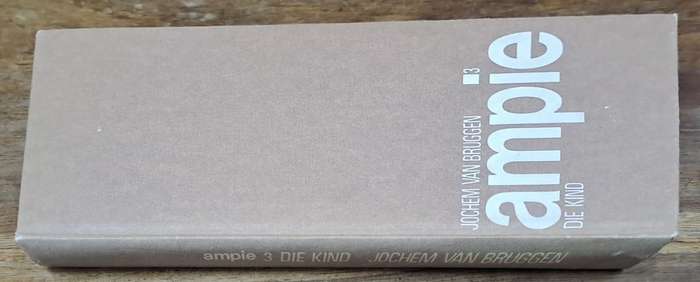 JOCHEM VAN BRUGGEN
ampie ▪3
DIE KIND
ampie 3 DIE KIND JOCHEM VAN BRUGGEN